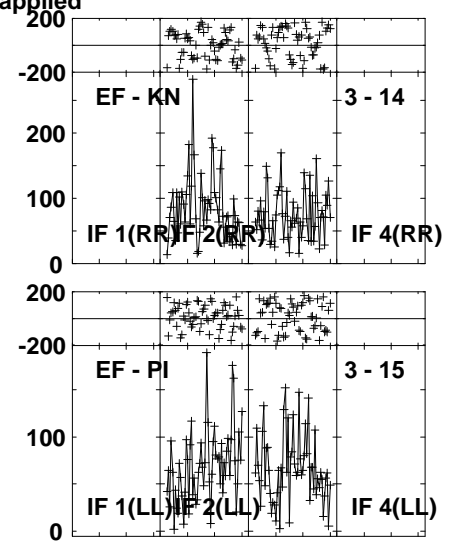 applied
200
-200
EF - KN 3 - 14
200
100
IF 1(RR) IF 2(RR) IF 4(RR)
0
200
-200
EF - PI 3 - 15
100
IF 1(LL) IF 2(LL) IF 4(LL)
0